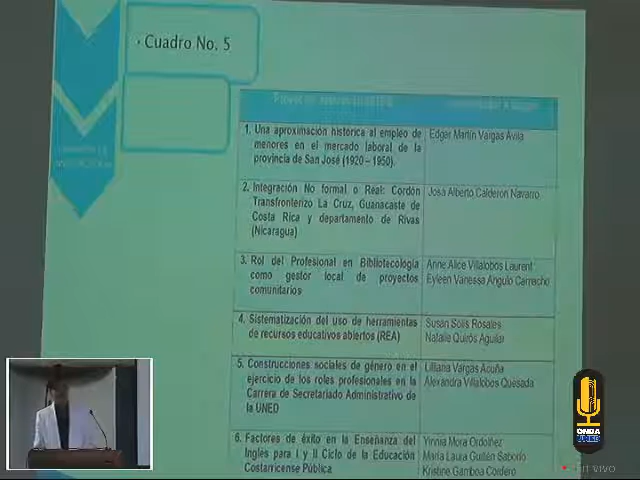 • Cuadro No. 5
1. Una aproximación histórica al empleo de
menores en el mercado laboral de la
provincia de San José (1920 – 1950).
Edgar Martín Vargas Ávila
2. Integración No formal o Real: Cordón
Transfronterizo La Cruz, Guanacaste de
Costa Rica y departamento de Rivas
(Nicaragua)
José Alberto Calderón Navarro
3. Rol del Profesional en Bibliotecología
como gestor local de proyectos
comunitarios
Anne Alice Villalobos Laurent
Eyleen Vanessa Angulo Camacho
4. Sistematización del uso de herramientas
de recursos educativos abiertos (REA)
Susan Solís Rosales
Natalie Quirós Aguilar
5. Construcciones sociales de género en el
ejercicio de los roles profesionales en la
Carrera de Secretariado Administrativo de
la UNED
Lilliana Vargas Acuña
Alexandra Villalobos Quesada
6. Factores de éxito en la Enseñanza del
Inglés para I y II Ciclo de la Educación
Costarricense Pública
Yinnia Mora Ordoñez
María Laura Guillén
Kristine Gamboa Cordero
ONDA
UNED
VIVO